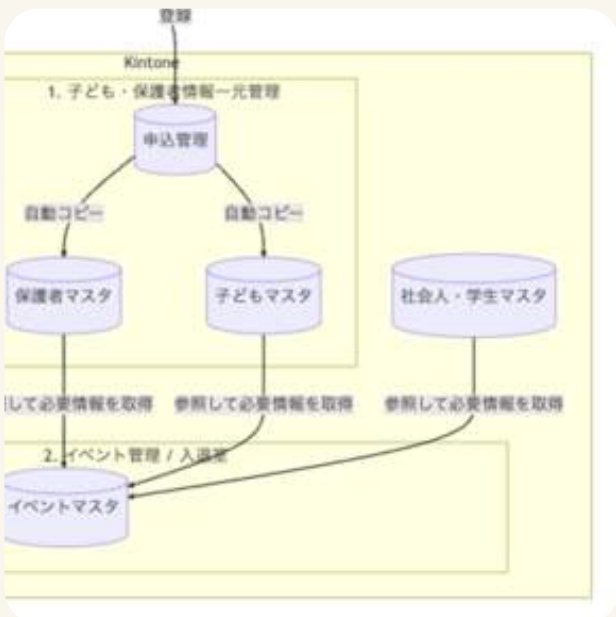 登録
Kintone
1. 子ども・保護者情報一元管理
申込管理
自動コピー
自動コピー
保護者マスタ
子どもマスタ
社会人・学生マスタ
して必要情報を取得
参照して必要情報を取得
参照して必要情報を取得
2. イベント管理 / 入退室
イベントマスタ